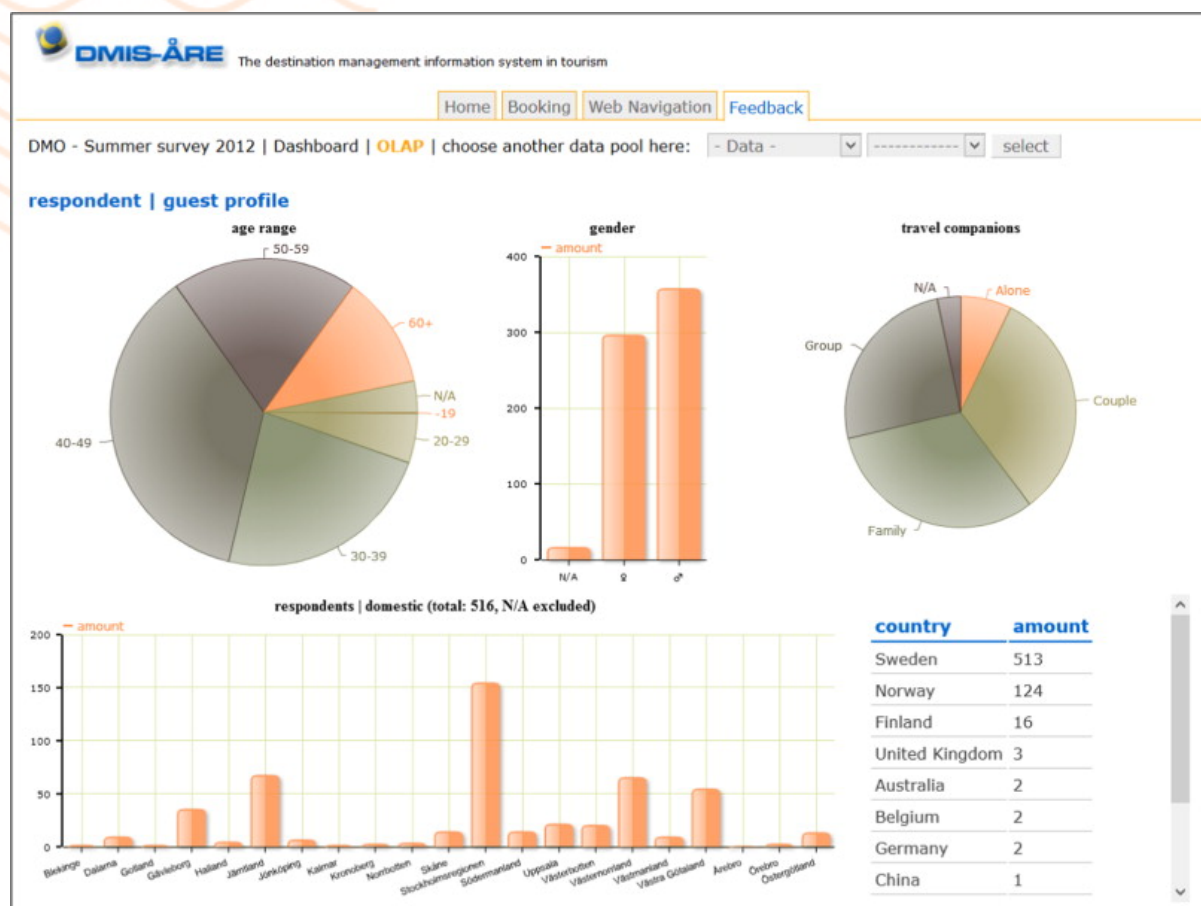 DMIS-ÅRE The destination management information system in tourism
Home Booking Web Navigation Feedback
DMO - Summer survey 2012 | Dashboard | OLAP | choose another data pool here: - Data - ------------ select
respondent | guest profile
age range
50-59
60+
N/A
-19
20-29
30-39
40-49
gender
amount
400
300
200
100
0
N/A ♀ ♂
travel companions
N/A
Alone
Group
Couple
Family
respondents | domestic (total: 516, N/A excluded)
amount
200
150
100
50
0
Blekinge Dalarna Gotland Gävleborg Halland Jämtland Jönköping Kalmar Kronoberg Norrbotten Skåne Stockholmsregionen Södermanland Uppsala Västerbotten Västernorrland Västmanland Västra Götaland Årebro Örebro Östergötland
country amount
Sweden 513
Norway 124
Finland 16
United Kingdom 3
Australia 2
Belgium 2
Germany 2
China 1